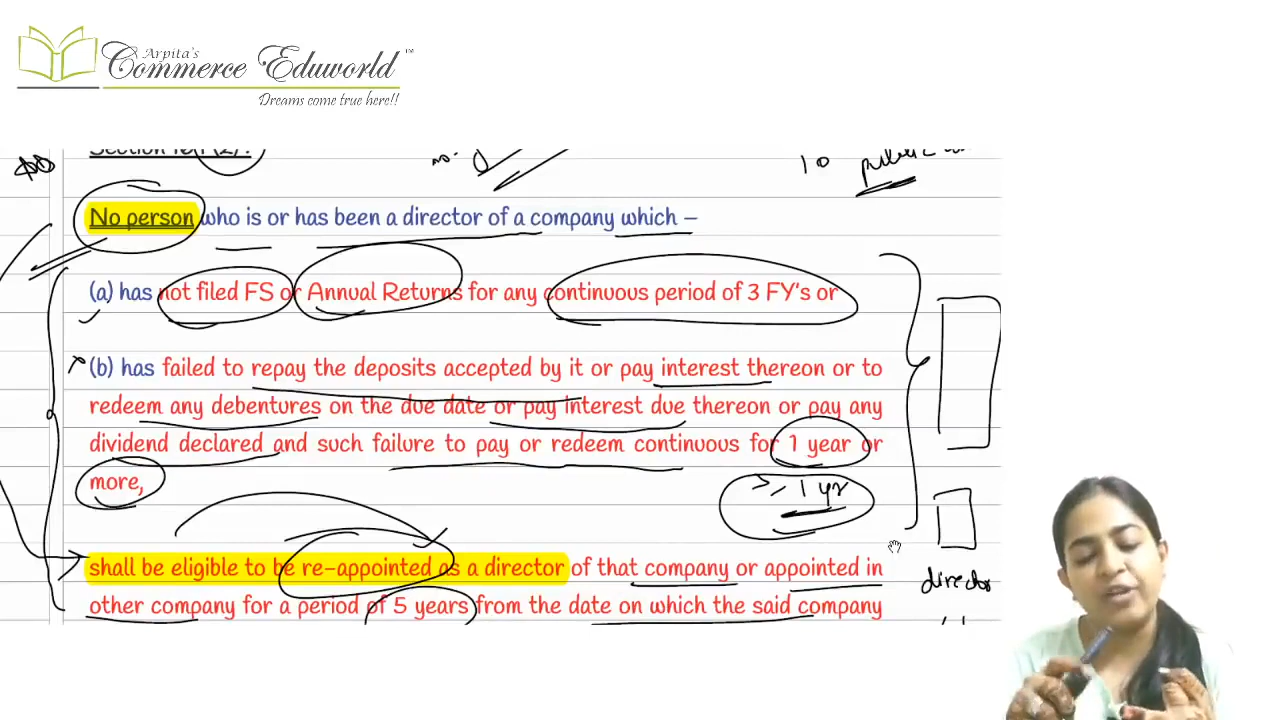 Arpita's
Commerce Eduworld™
Dreams come true here!!
10 public
No person who is or has been a director of a company which –
(a) has not filed FS or Annual Returns for any continuous period of 3 FY's or
(b) has failed to repay the deposits accepted by it or pay interest thereon or to
redeem any debentures on the due date or pay interest due thereon or pay any
dividend declared and such failure to pay or redeem continuous for 1 year or
more,
1 yr
shall be eligible to be re-appointed as a director of that company or appointed in
director
other company for a period of 5 years from the date on which the said company